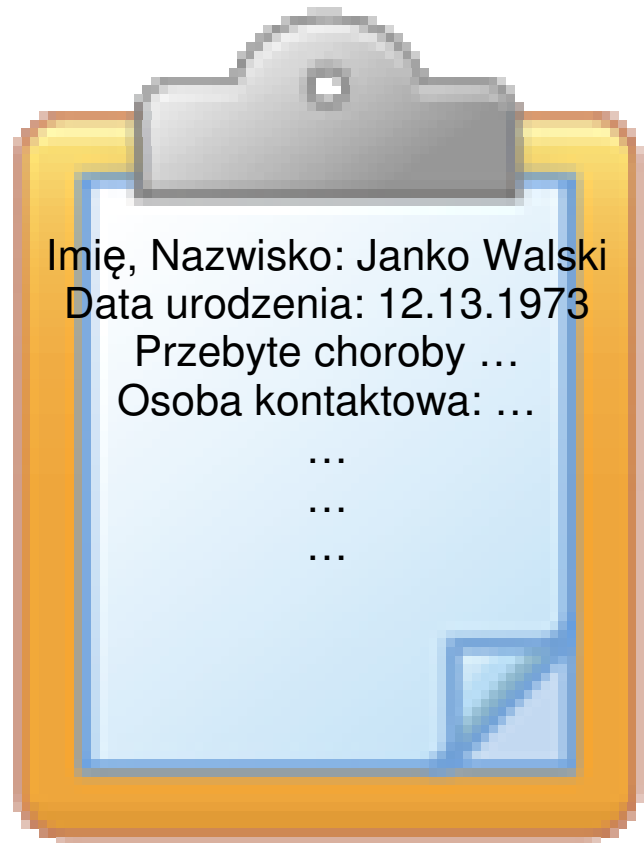 Imię, Nazwisko: Janko Walski
Data urodzenia: 12.13.1973
Przebyte choroby …
Osoba kontaktowa: …
…
…
…